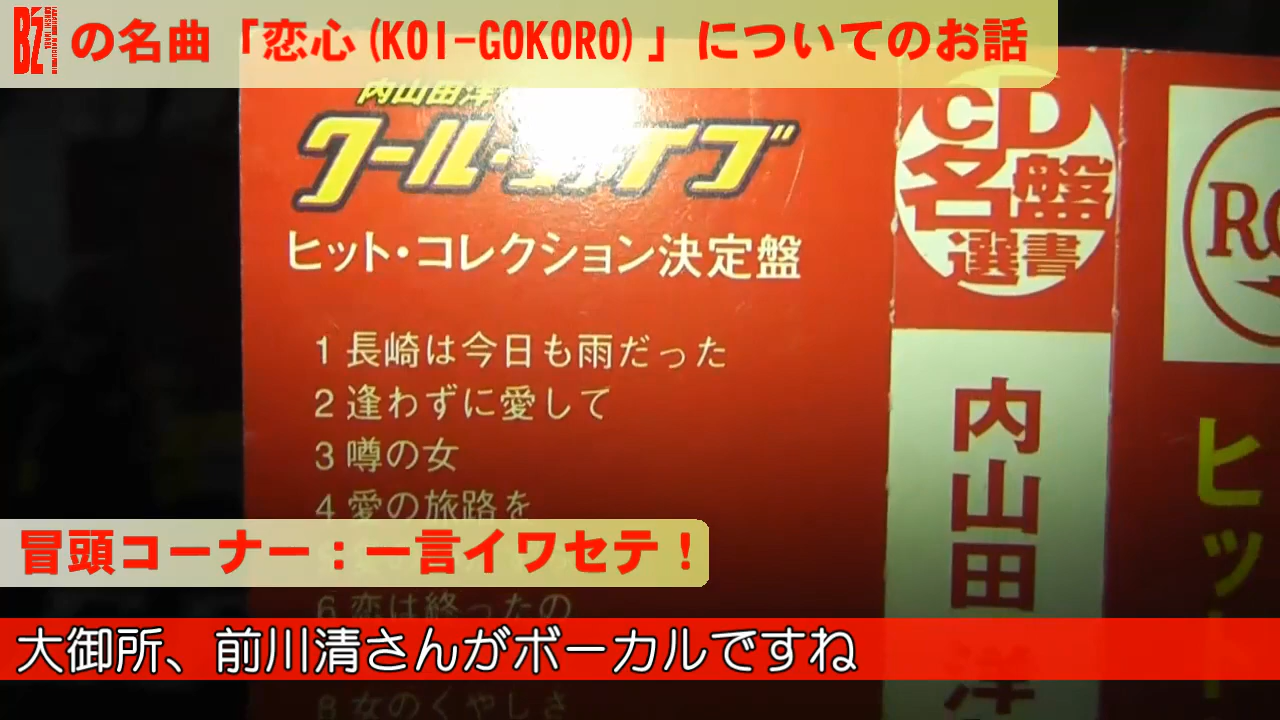 B'zの名曲「恋心(KOI-GOKORO)」についてのお話
内山田洋
クール・ファイブ
ヒット・コレクション決定盤
1 長崎は今日も雨だった
2 逢わずに愛して
3 噂の女
4 愛の旅路を
6 恋は終ったの
8 女のくやしさ
CD
名盤
選書
内山田洋
ヒット
冒頭コーナー：一言イワセテ！
大御所、前川清さんがボーカルですね